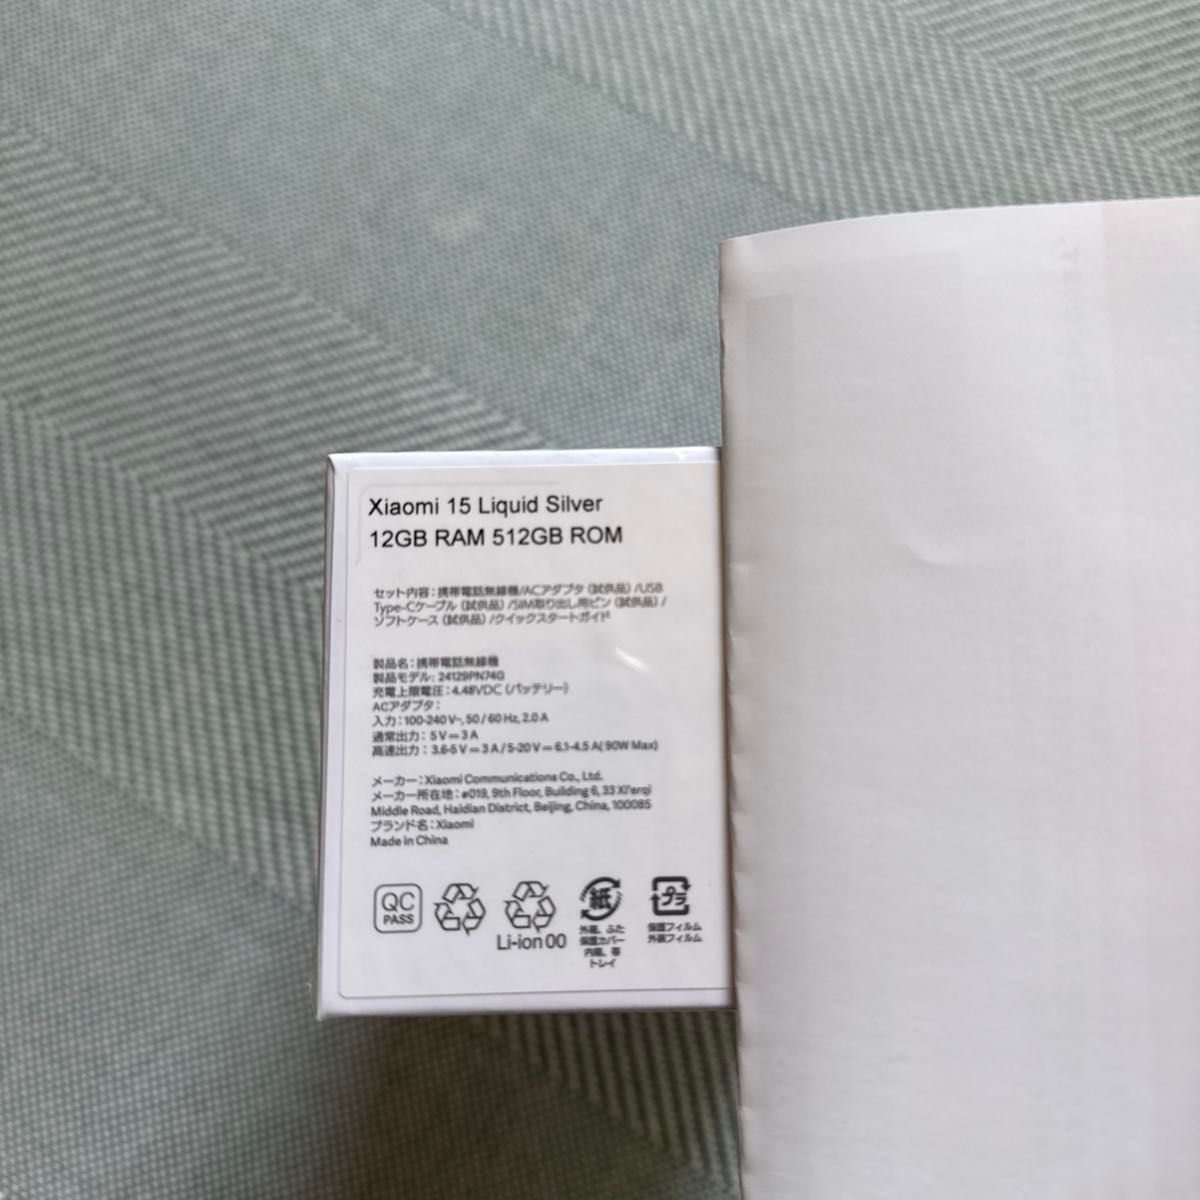 Xiaomi 15 Liquid Silver
12GB RAM 512GB ROM
セット内容：携帯電話無線機/ACアダプタ（試供品）/USB
Type-Cケーブル（試供品）/SIM取り出し用ピン（試供品）/
ソフトケース（試供品）/クイックスタートガイド
製品名：携帯電話無線機
製品モデル: 24129PN74G
充電上限電圧：4.48VDC（バッテリー）
ACアダプタ：
入力：100-240 V~, 50 / 60 Hz, 2.0 A
通常出力： 5 V ⎓ 3 A
高速出力： 3.6-5 V ⎓ 3 A / 5-20 V ⎓ 6.1-4.5 A( 90W Max)
メーカー：Xiaomi Communications Co., Ltd.
メーカー所在地：#019, 9th Floor, Building 6, 33 Xi'erqi
Middle Road, Haidian District, Beijing, China, 100085
ブランド名：Xiaomi
Made in China
QC
PASS
Li-ion 00
紙
外箱、ふた
保護カバー
内箱、帯
トレイ
プラ
保護フィルム
外装フィルム